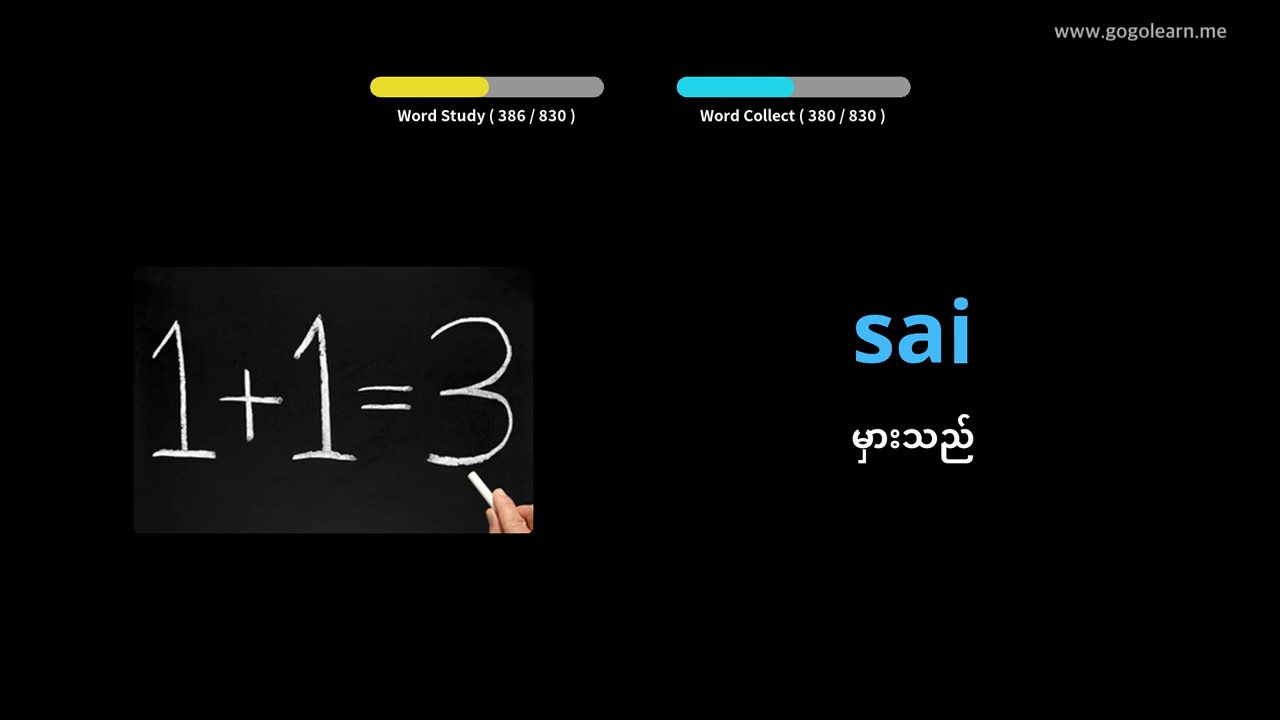 www.gogolearn.me
Word Study ( 386 / 830 )
Word Collect ( 380 / 830 )
1+1=3
sai
မှားသည်